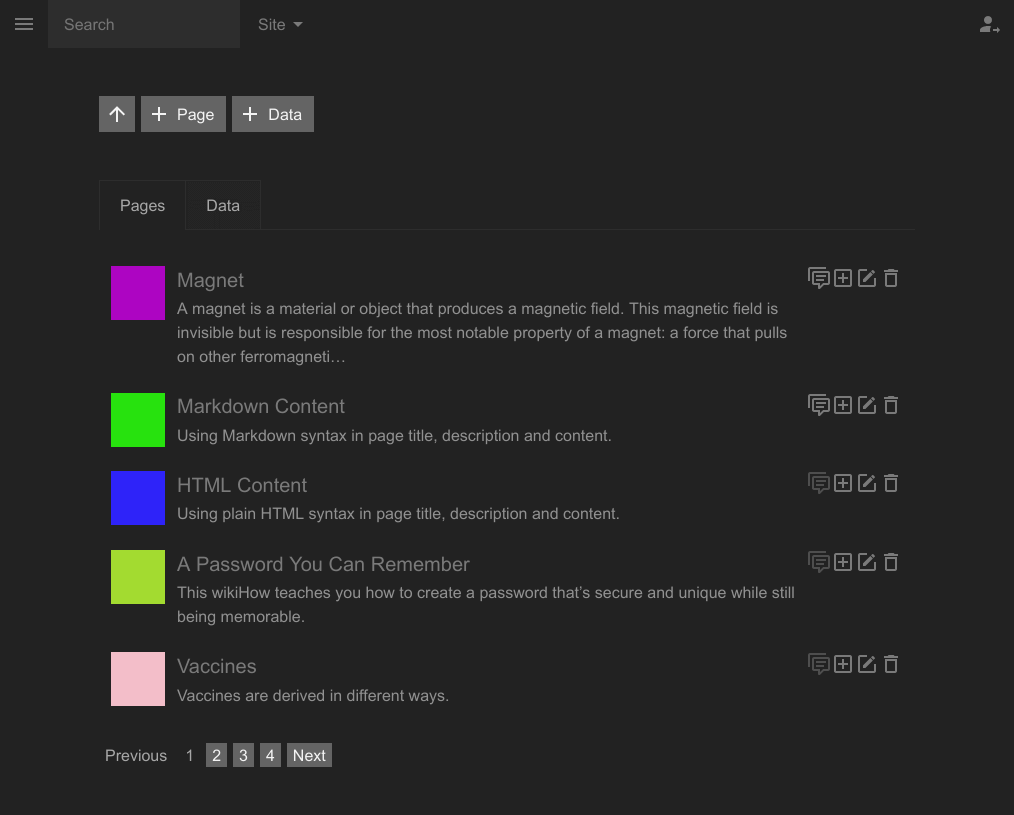 Search Site
Page Data
Pages Data
Magnet
A magnet is a material or object that produces a magnetic field. This magnetic field is
invisible but is responsible for the most notable property of a magnet: a force that pulls
on other ferromagneti…
Markdown Content
Using Markdown syntax in page title, description and content.
HTML Content
Using plain HTML syntax in page title, description and content.
A Password You Can Remember
This wikiHow teaches you how to create a password that’s secure and unique while still
being memorable.
Vaccines
Vaccines are derived in different ways.
Previous 1 2 3 4 Next